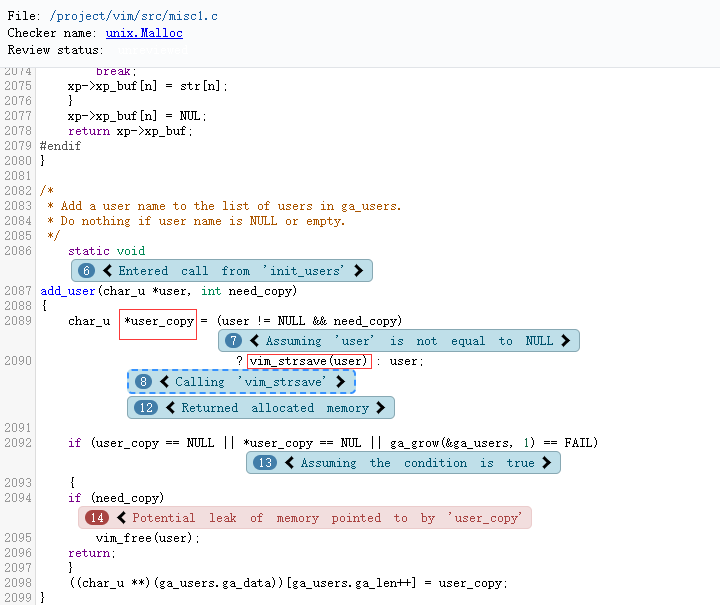 File: /project/vim/src/misc1.c
Checker name: unix.Malloc
Review status:
2074 break;
2075 xp->xp_buf[n] = str[n];
2076 }
2077 xp->xp_buf[n] = NUL;
2078 return xp->xp_buf;
2079 #endif
2080 }
2081
2082 /*
2083 * Add a user name to the list of users in ga_users.
2084 * Do nothing if user name is NULL or empty.
2085 */
2086 static void
6 Entered call from 'init_users'
2087 add_user(char_u *user, int need_copy)
2088 {
2089 char_u *user_copy = (user != NULL && need_copy)
7 Assuming 'user' is not equal to NULL
2090 ? vim_strsave(user) : user;
8 Calling 'vim_strsave'
12 Returned allocated memory
2091
2092 if (user_copy == NULL || *user_copy == NUL || ga_grow(&ga_users, 1) == FAIL)
13 Assuming the condition is true
2093 {
2094 if (need_copy)
14 Potential leak of memory pointed to by 'user_copy'
2095 vim_free(user);
2096 return;
2097 }
2098 ((char_u **)(ga_users.ga_data))[ga_users.ga_len++] = user_copy;
2099 }